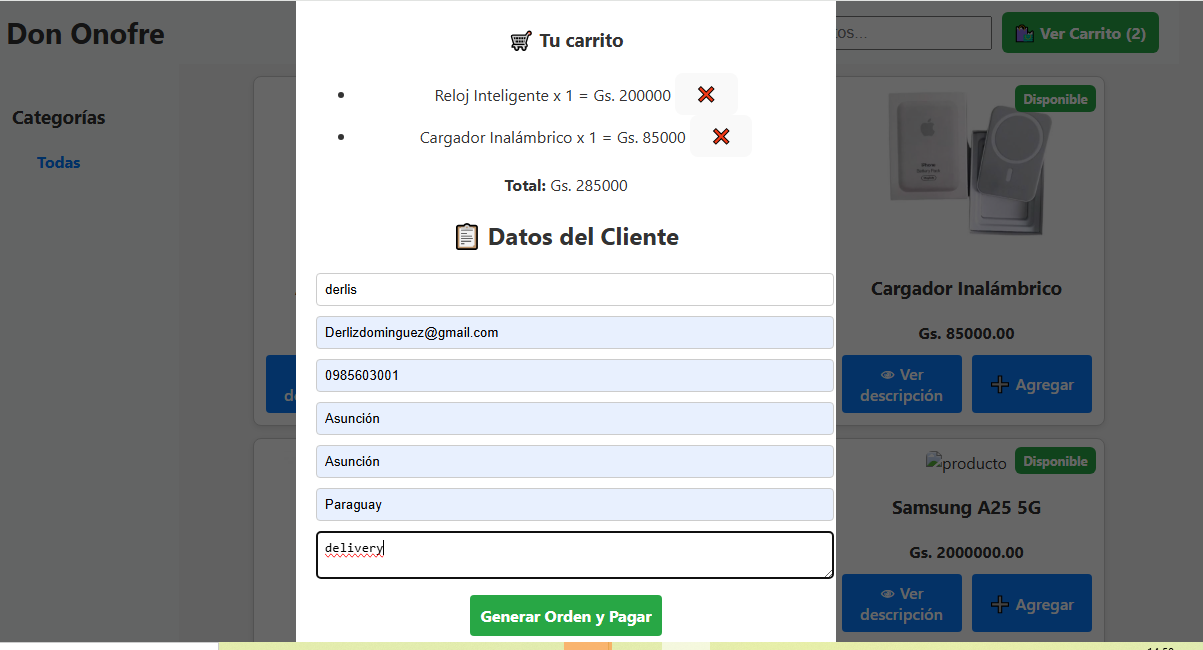 Don Onofre
os...
Ver Carrito (2)
Categorías
Todas
Tu carrito
Reloj Inteligente x 1 = Gs. 200000
Cargador Inalámbrico x 1 = Gs. 85000
Total: Gs. 285000
Datos del Cliente
derlis
Derlizdominguez@gmail.com
0985603001
Asunción
Asunción
Paraguay
delivery
Generar Orden y Pagar
Disponible
Cargador Inalámbrico
Gs. 85000.00
Ver
descripción
Agregar
producto
Disponible
Samsung A25 5G
Gs. 2000000.00
Ver
descripción
Agregar